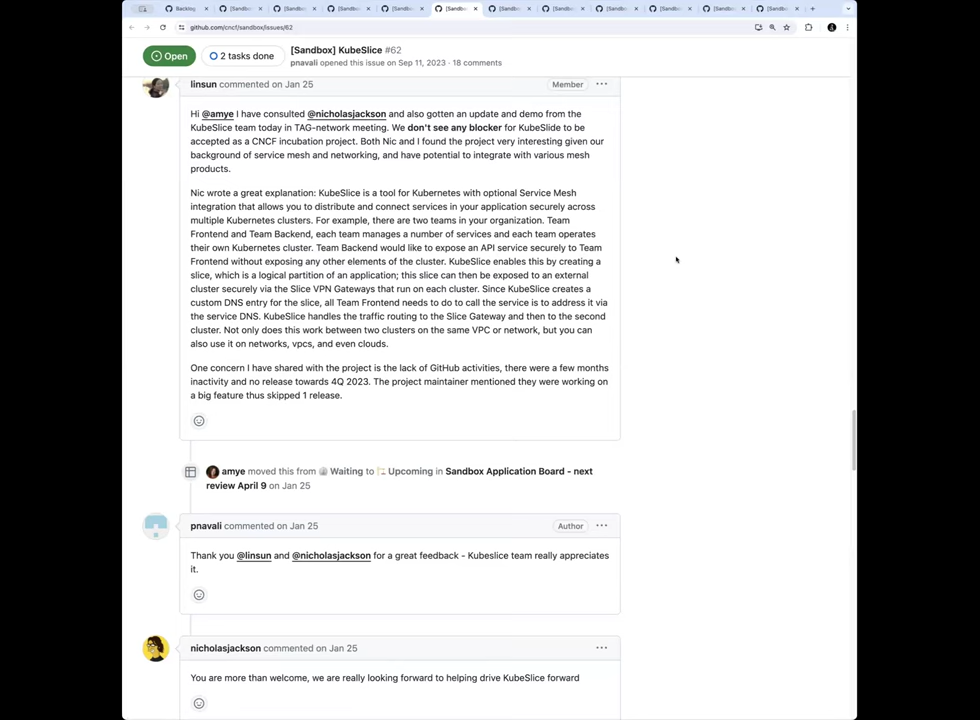 Backlog
[Sandbo
[Sandbo
[Sandbo
[Sandbo
[Sandbo
[Sandbo
[Sandbo
[Sandbo
[Sandbo
[Sandbo
[Sandbo
github.com/cncf/sandbox/issues/62
Open
2 tasks done
[Sandbox] KubeSlice #62
pnavali opened this issue on Sep 11, 2023 · 18 comments
linsun commented on Jan 25
Member
Hi @amye I have consulted @nicholasjackson and also gotten an update and demo from the
KubeSlice team today in TAG-network meeting. We don't see any blocker for KubeSlide to be
accepted as a CNCF incubation project. Both Nic and I found the project very interesting given our
background of service mesh and networking, and have potential to integrate with various mesh
products.
Nic wrote a great explanation: KubeSlice is a tool for Kubernetes with optional Service Mesh
integration that allows you to distribute and connect services in your application securely across
multiple Kubernetes clusters. For example, there are two teams in your organization. Team
Frontend and Team Backend, each team manages a number of services and each team operates
their own Kubernetes cluster. Team Backend would like to expose an API service securely to Team
Frontend without exposing any other elements of the cluster. KubeSlice enables this by creating a
slice, which is a logical partition of an application; this slice can then be exposed to an external
cluster securely via the Slice VPN Gateways that run on each cluster. Since KubeSlice creates a
custom DNS entry for the slice, all Team Frontend needs to do to call the service is to address it via
the service DNS. KubeSlice handles the traffic routing to the Slice Gateway and then to the second
cluster. Not only does this work between two clusters on the same VPC or network, but you can
also use it on networks, vpcs, and even clouds.
One concern I have shared with the project is the lack of GitHub activities, there were a few months
inactivity and no release towards 4Q 2023. The project maintainer mentioned they were working on
a big feature thus skipped 1 release.
amye moved this from Waiting to Upcoming in Sandbox Application Board - next
review April 9 on Jan 25
pnavali commented on Jan 25
Author
Thank you @linsun and @nicholasjackson for a great feedback - Kubeslice team really appreciates
it.
nicholasjackson commented on Jan 25
You are more than welcome, we are really looking forward to helping drive KubeSlice forward